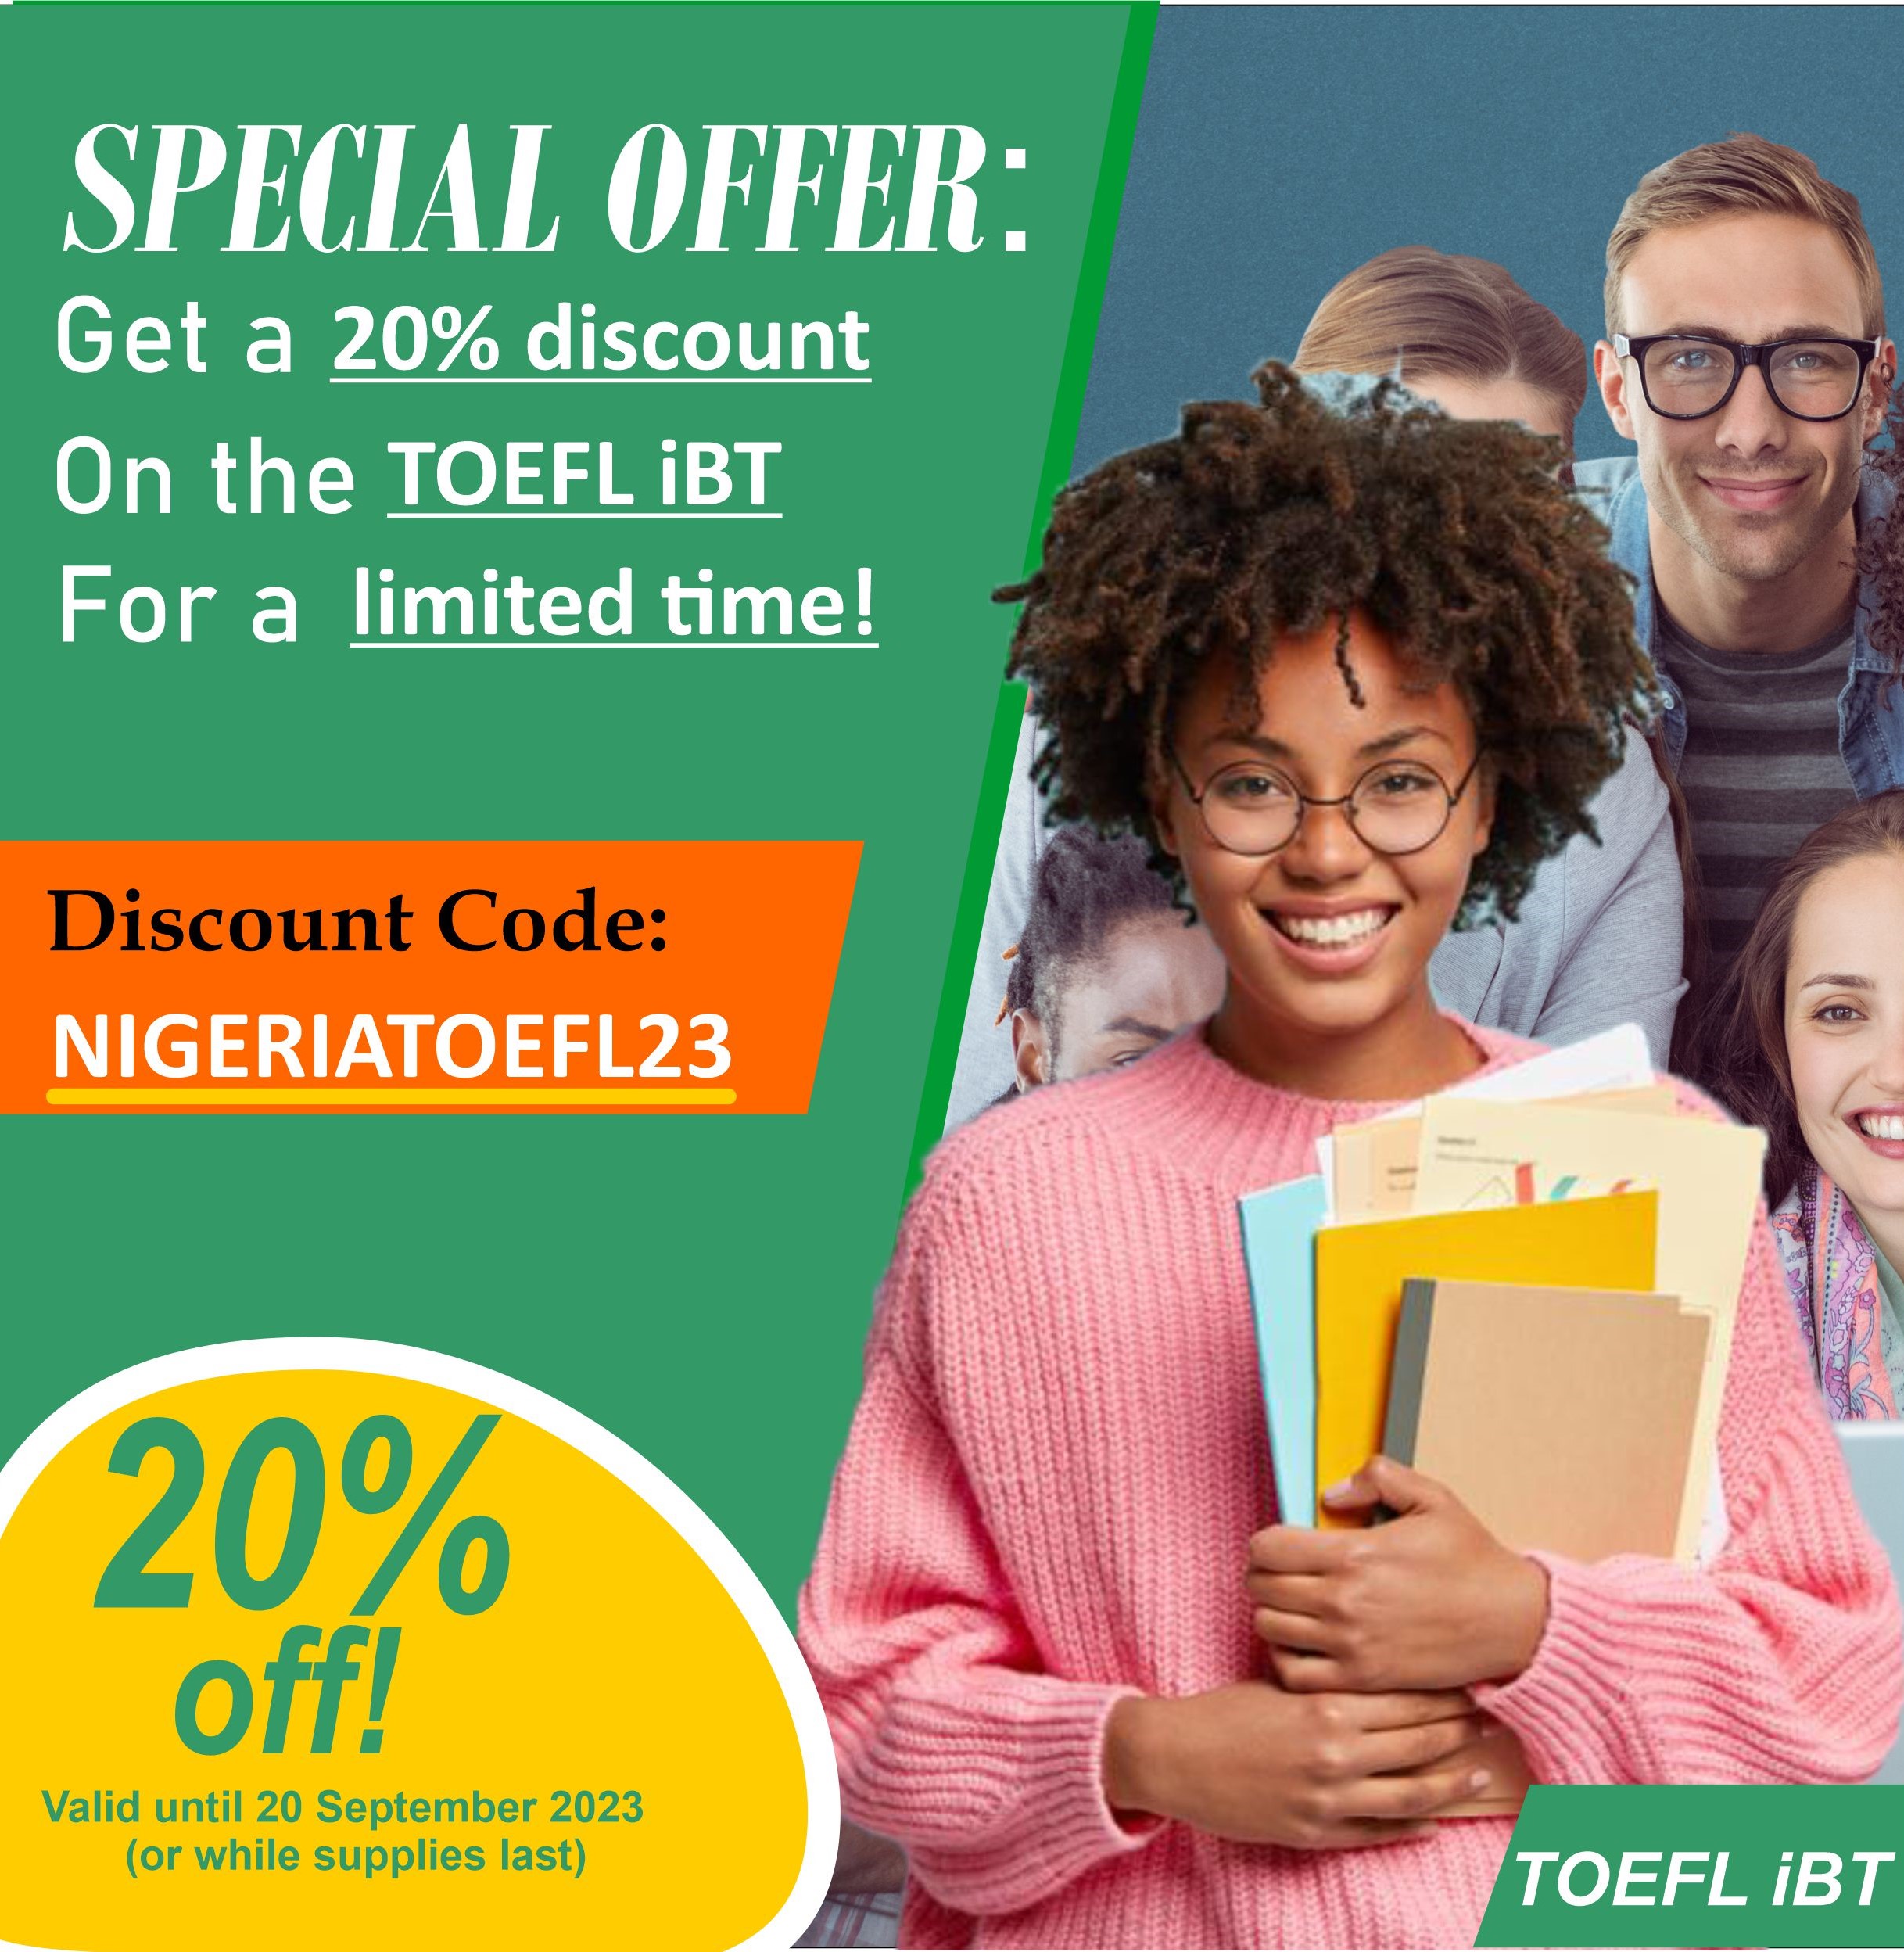 SPECIAL OFFER:
Get a 20% discount
On the TOEFL iBT
For a limited time!
Discount Code:
NIGERIATOEFL23
20%
off!
Valid until 20 September 2023
(or while supplies last)
TOEFL iBT